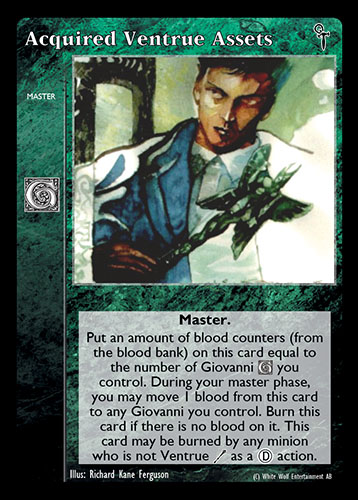 Acquired Ventrue Assets
MASTER
Master.
Put an amount of blood counters (from
the blood bank) on this card equal to
the number of Giovanni you
control. During your master phase,
you may move 1 blood from this card
to any Giovanni you control. Burn this
card if there is no blood on it. This
card may be burned by any minion
who is not Ventrue as a Ⓓ action.
Illus: Richard Kane Ferguson
(C) White Wolf Entertainment AB